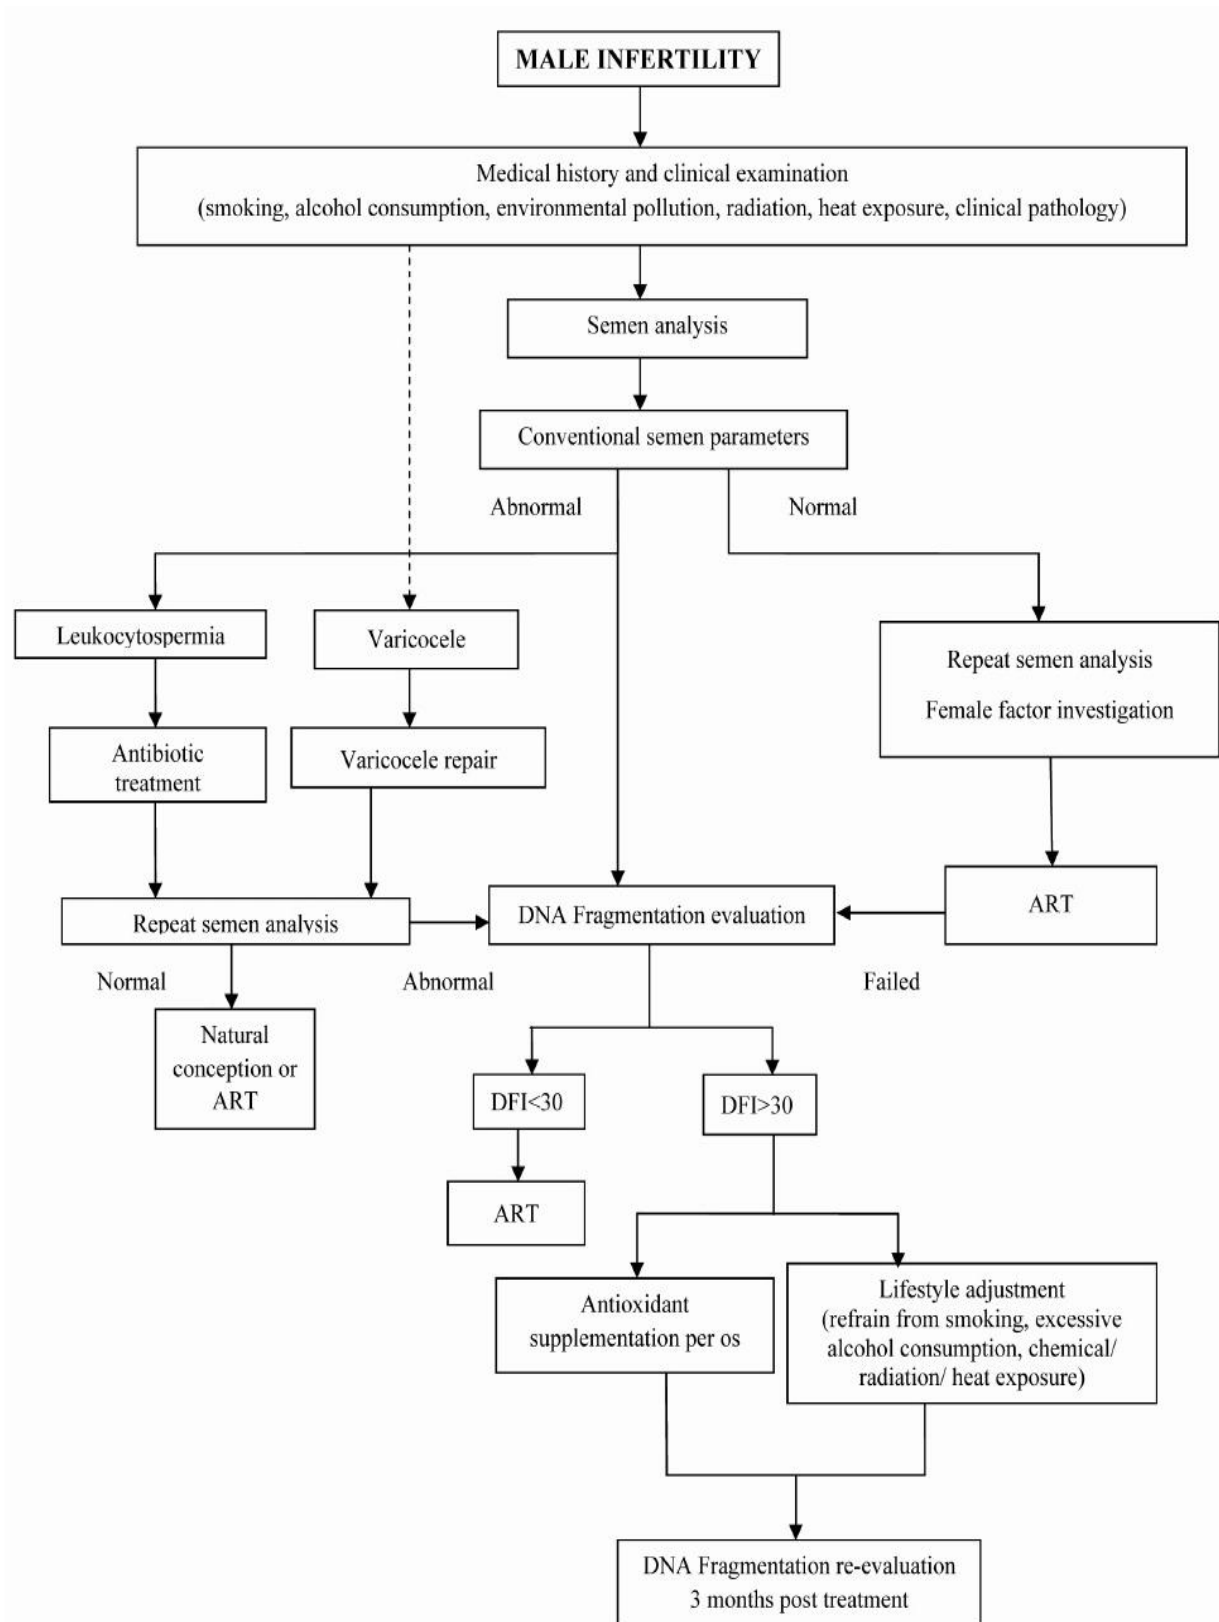 MALE INFERTILITY
Medical history and clinical examination
(smoking, alcohol consumption, environmental pollution, radiation, heat exposure, clinical pathology)
Semen analysis
Conventional semen parameters
Abnormal
Normal
Leukocytospermia
Varicocele
Repeat semen analysis
Female factor investigation
Antibiotic
treatment
Varicocele repair
Repeat semen analysis
DNA Fragmentation evaluation
ART
Normal
Abnormal
Failed
Natural
conception or
ART
DFI<30
DFI>30
ART
Antioxidant
supplementation per os
Lifestyle adjustment
(refrain from smoking, excessive
alcohol consumption, chemical/
radiation/ heat exposure)
DNA Fragmentation re-evaluation
3 months post treatment